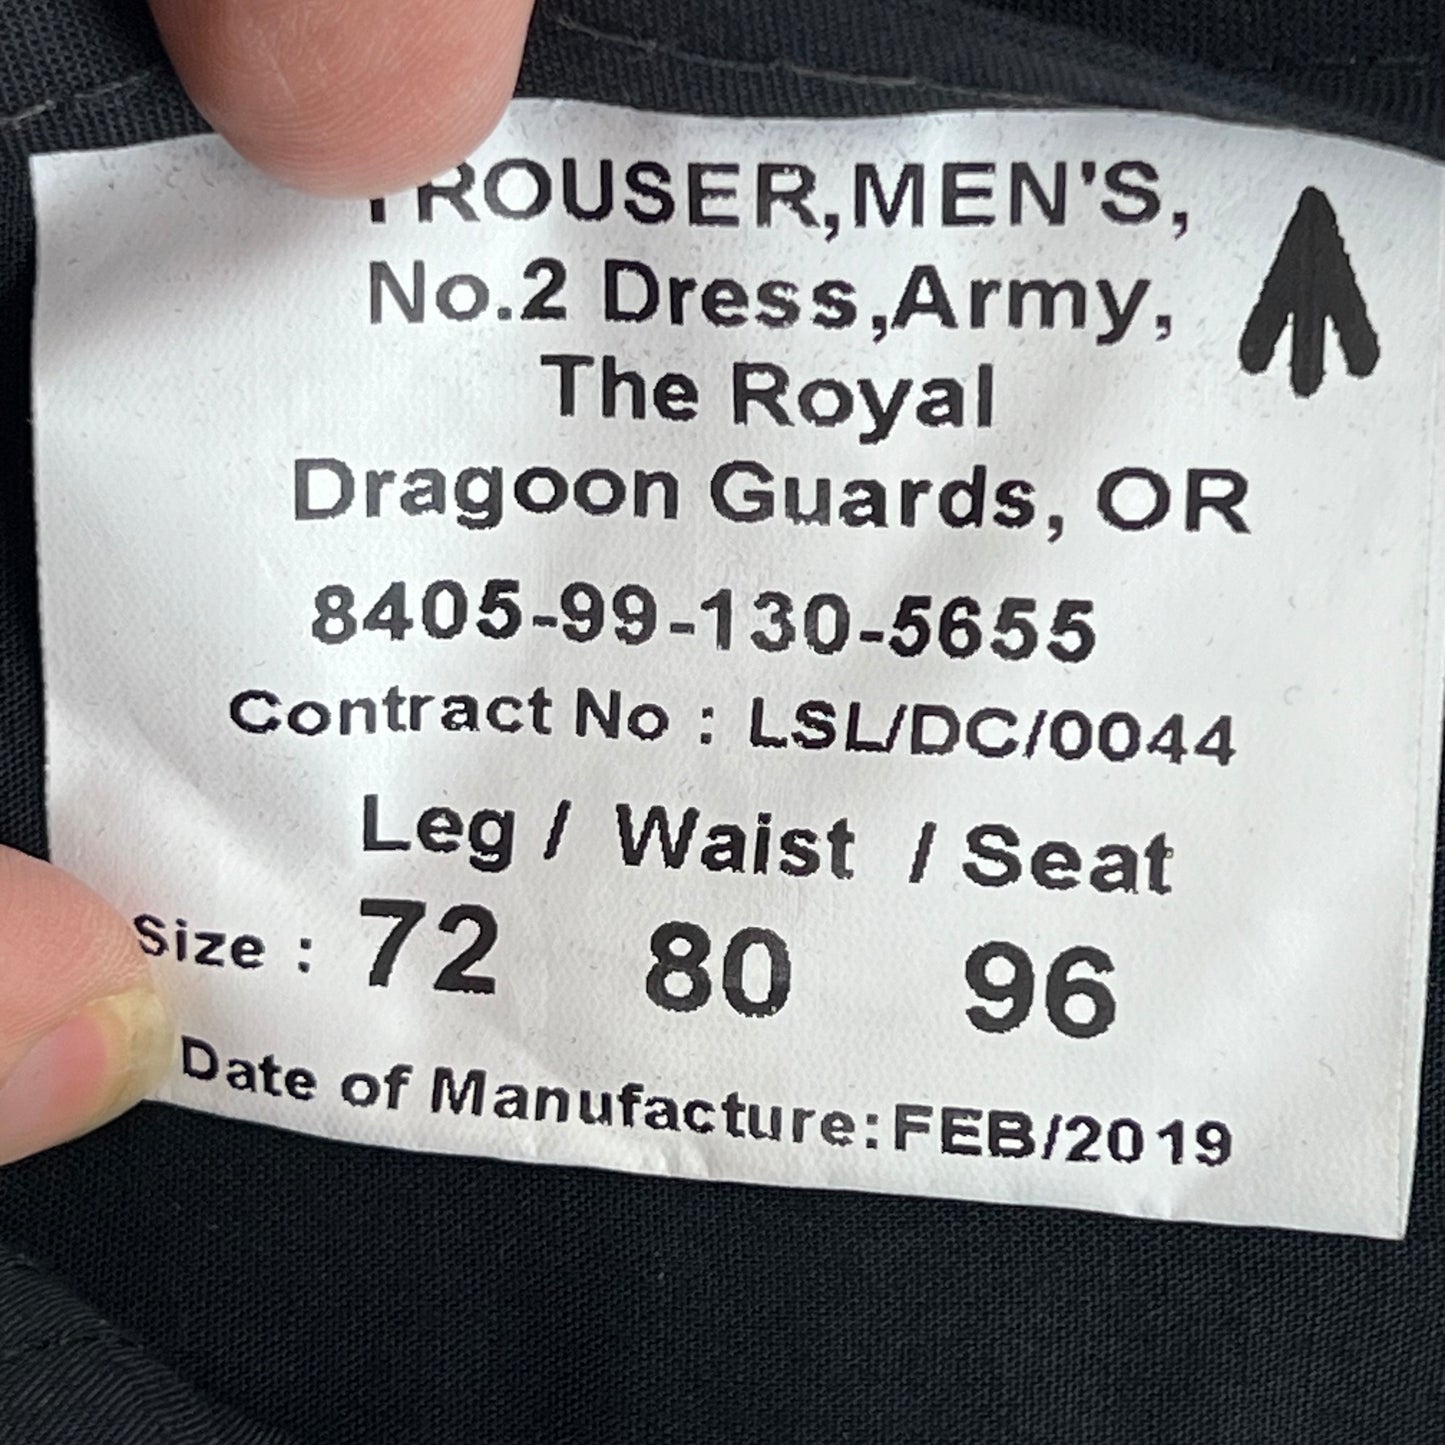 TROUSER,MEN'S,
No.2 Dress,Army,
The Royal
Dragoon Guards, OR
8405-99-130-5655
Contract No : LSL/DC/0044
Leg / Waist / Seat
Size : 72 80 96
Date of Manufacture:FEB/2019